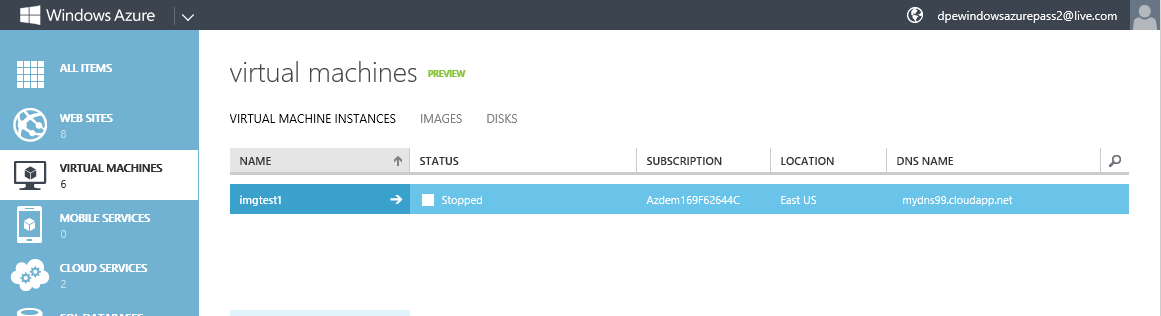 Windows Azure
dpewindowsazurepass2@live.com
ALL ITEMS
WEB SITES
8
VIRTUAL MACHINES
6
MOBILE SERVICES
0
CLOUD SERVICES
2
SQL DATABASES
virtual machines PREVIEW
VIRTUAL MACHINE INSTANCES IMAGES DISKS
NAME STATUS SUBSCRIPTION LOCATION DNS NAME
imgtest1 Stopped Azdem169F62644C East US mydns99.cloudapp.net